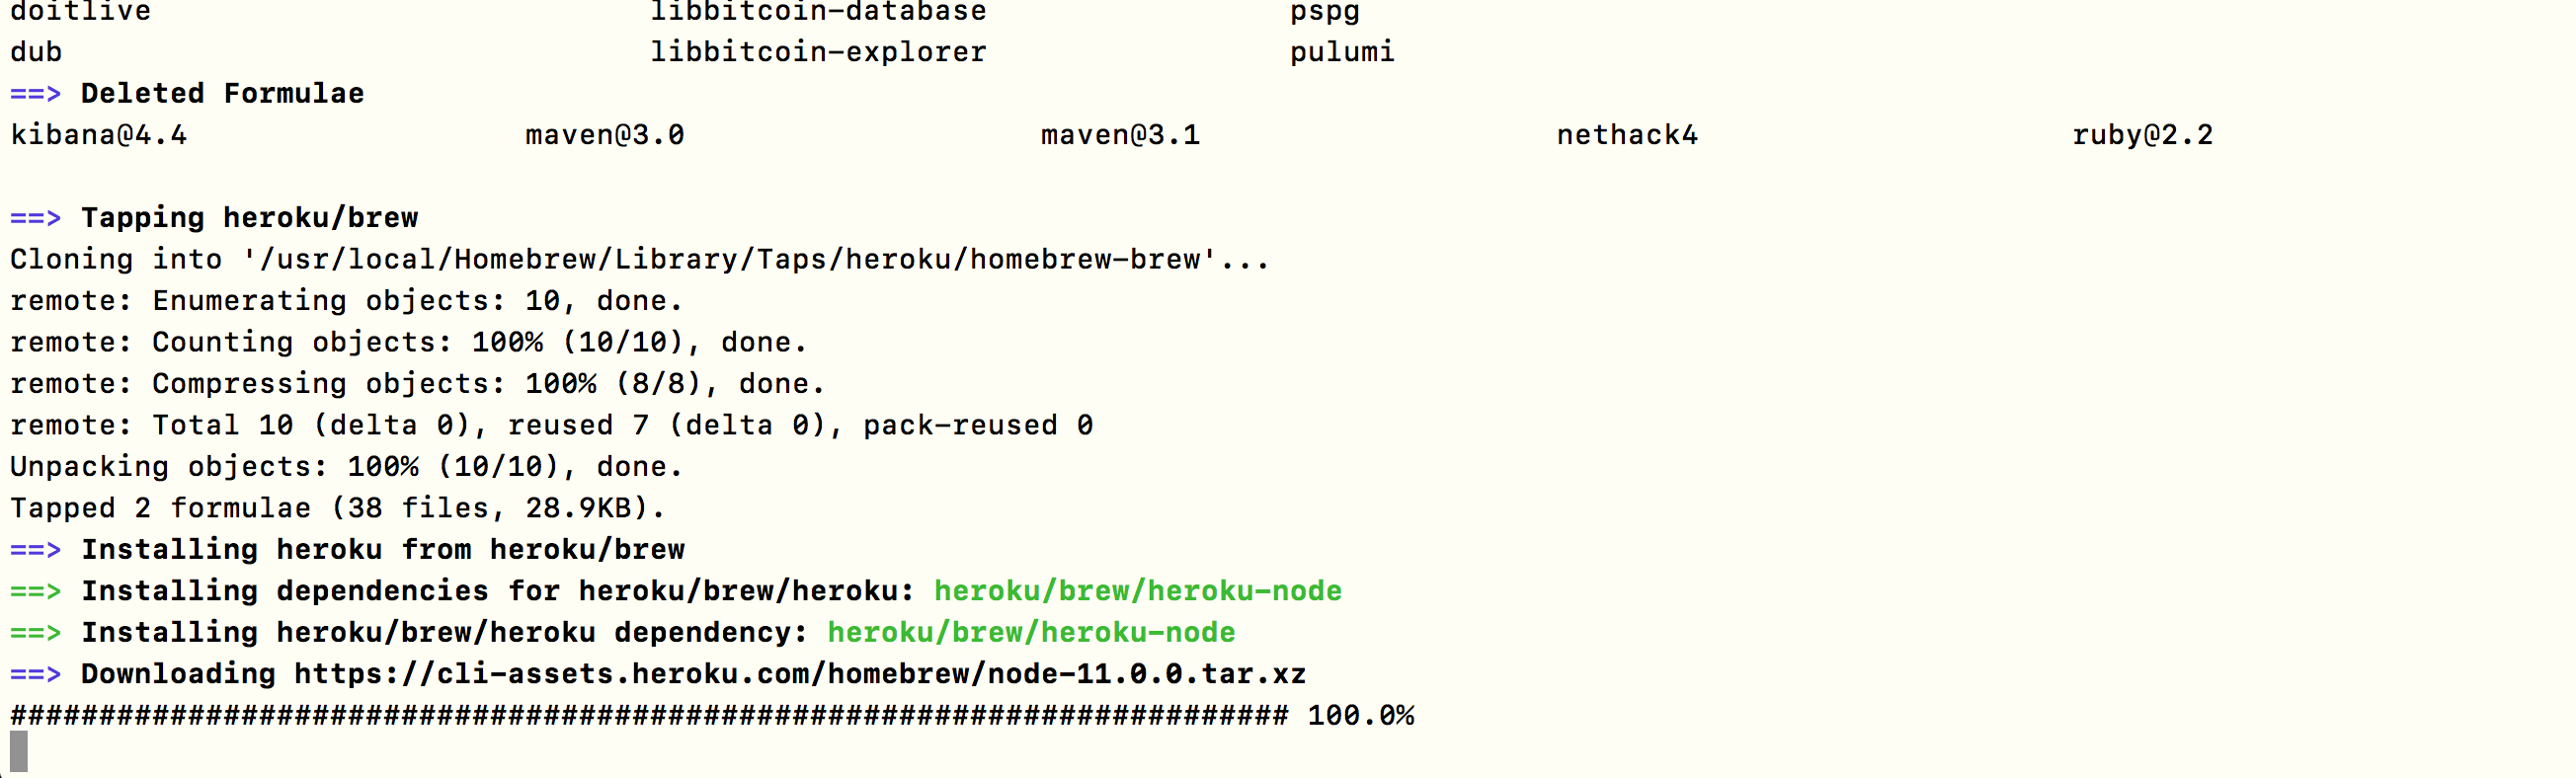 doitlive libbitcoin-database pspg
dub libbitcoin-explorer pulumi
==> Deleted Formulae
kibana@4.4 maven@3.0 maven@3.1 nethack4 ruby@2.2
==> Tapping heroku/brew
Cloning into '/usr/local/Homebrew/Library/Taps/heroku/homebrew-brew'...
remote: Enumerating objects: 10, done.
remote: Counting objects: 100% (10/10), done.
remote: Compressing objects: 100% (8/8), done.
remote: Total 10 (delta 0), reused 7 (delta 0), pack-reused 0
Unpacking objects: 100% (10/10), done.
Tapped 2 formulae (38 files, 28.9KB).
==> Installing heroku from heroku/brew
==> Installing dependencies for heroku/brew/heroku: heroku/brew/heroku-node
==> Installing heroku/brew/heroku dependency: heroku/brew/heroku-node
==> Downloading https://cli-assets.heroku.com/homebrew/node-11.0.0.tar.xz
######################################################################## 100.0%